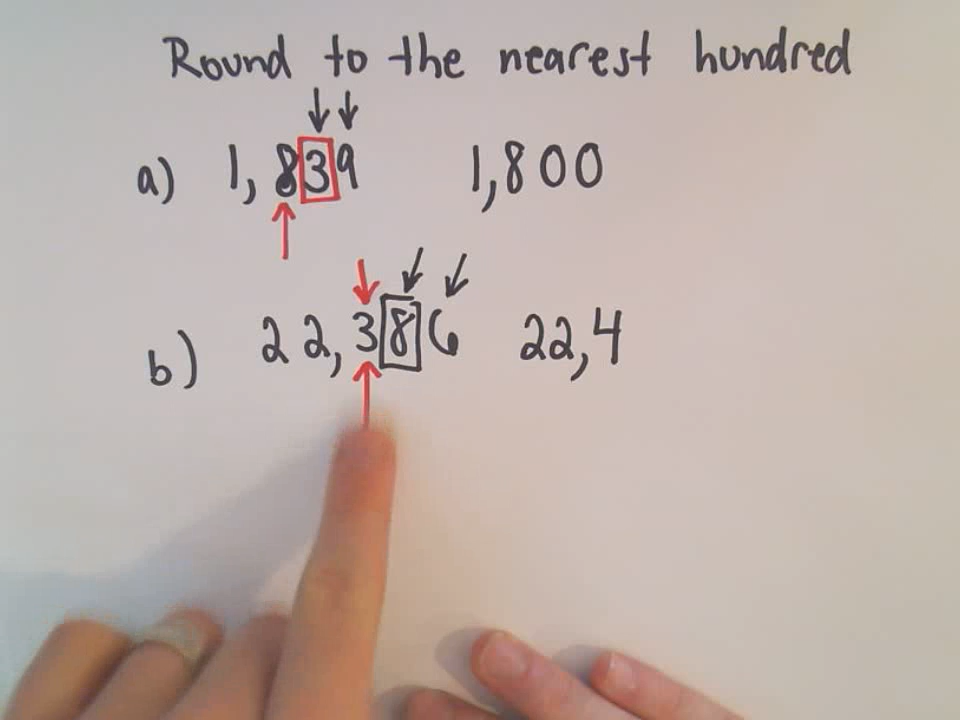 Round to the nearest hundred
a) 1,839 1,800
b) 22,386 22,4